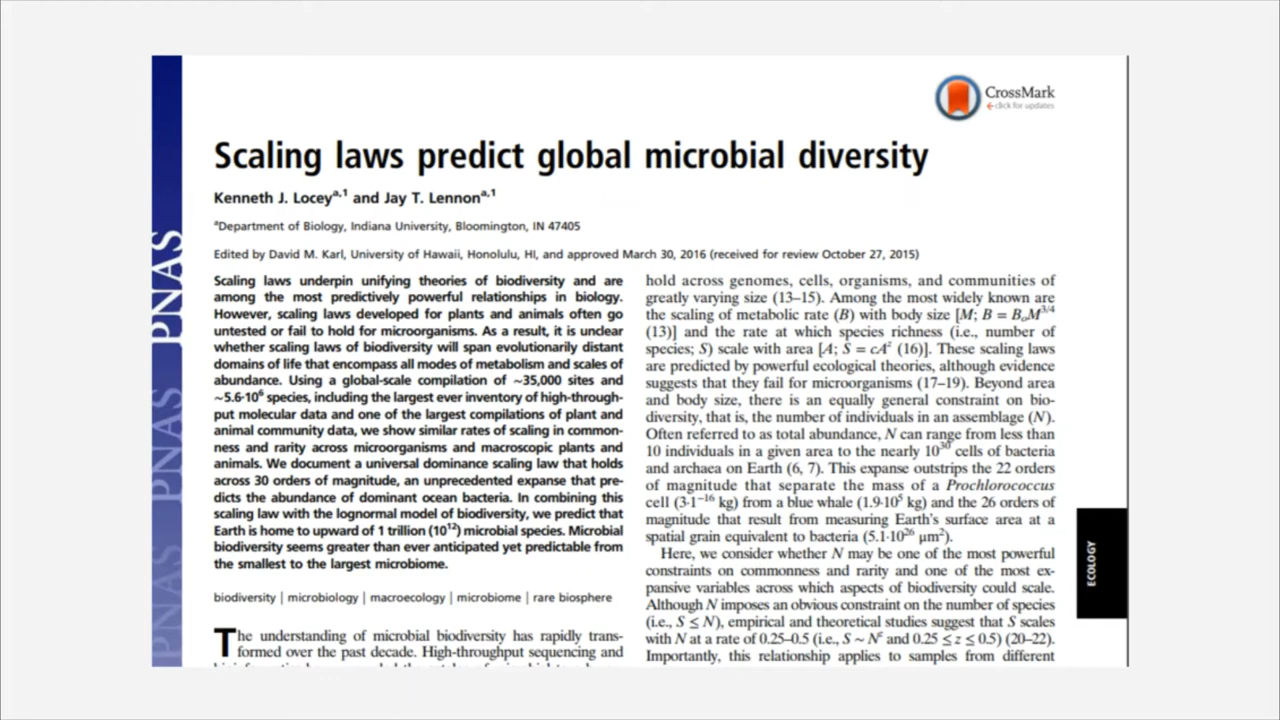 CrossMark
click for updates
Scaling laws predict global microbial diversity
Kenneth J. Loceyᵃ,¹ and Jay T. Lennonᵃ,¹
ᵃDepartment of Biology, Indiana University, Bloomington, IN 47405
Edited by David M. Karl, University of Hawaii, Honolulu, HI, and approved March 30, 2016 (received for review October 27, 2015)
Scaling laws underpin unifying theories of biodiversity and are
among the most predictively powerful relationships in biology.
However, scaling laws developed for plants and animals often go
untested or fail to hold for microorganisms. As a result, it is unclear
whether scaling laws of biodiversity will span evolutionarily distant
domains of life that encompass all modes of metabolism and scales of
abundance. Using a global-scale compilation of ~35,000 sites and
~5.6·10⁶ species, including the largest ever inventory of high-through-
put molecular data and one of the largest compilations of plant and
animal community data, we show similar rates of scaling in common-
ness and rarity across microorganisms and macroscopic plants and
animals. We document a universal dominance scaling law that holds
across 30 orders of magnitude, an unprecedented expanse that pre-
dicts the abundance of dominant ocean bacteria. In combining this
scaling law with the lognormal model of biodiversity, we predict that
Earth is home to upward of 1 trillion (10¹²) microbial species. Microbial
biodiversity seems greater than ever anticipated yet predictable from
the smallest to the largest microbiome.
biodiversity | microbiology | macroecology | microbiome | rare biosphere
The understanding of microbial biodiversity has rapidly trans-
formed over the past decade. High-throughput sequencing and
hold across genomes, cells, organisms, and communities of
greatly varying size (13–15). Among the most widely known are
the scaling of metabolic rate (B) with body size [M; B = BₒM³/⁴
(13)] and the rate at which species richness (i.e., number of
species; S) scale with area [A; S = cAᶻ (16)]. These scaling laws
are predicted by powerful ecological theories, although evidence
suggests that they fail for microorganisms (17–19). Beyond area
and body size, there is an equally general constraint on bio-
diversity, that is, the number of individuals in an assemblage (N).
Often referred to as total abundance, N can range from less than
10 individuals in a given area to the nearly 10³⁰ cells of bacteria
and archaea on Earth (6, 7). This expanse outstrips the 22 orders
of magnitude that separate the mass of a Prochlorococcus
cell (3·1⁻¹⁶ kg) from a blue whale (1.9·10⁵ kg) and the 26 orders of
magnitude that result from measuring Earth's surface area at a
spatial grain equivalent to bacteria (5.1·10²⁶ μm²).
Here, we consider whether N may be one of the most powerful
constraints on commonness and rarity and one of the most ex-
pansive variables across which aspects of biodiversity could scale.
Although N imposes an obvious constraint on the number of species
(i.e., S ≤ N), empirical and theoretical studies suggest that S scales
with N at a rate of 0.25–0.5 (i.e., S ~ Nᶻ and 0.25 ≤ z ≤ 0.5) (20–22).
Importantly, this relationship applies to samples from different
PNAS
PNAS
PNAS
ECOLOGY